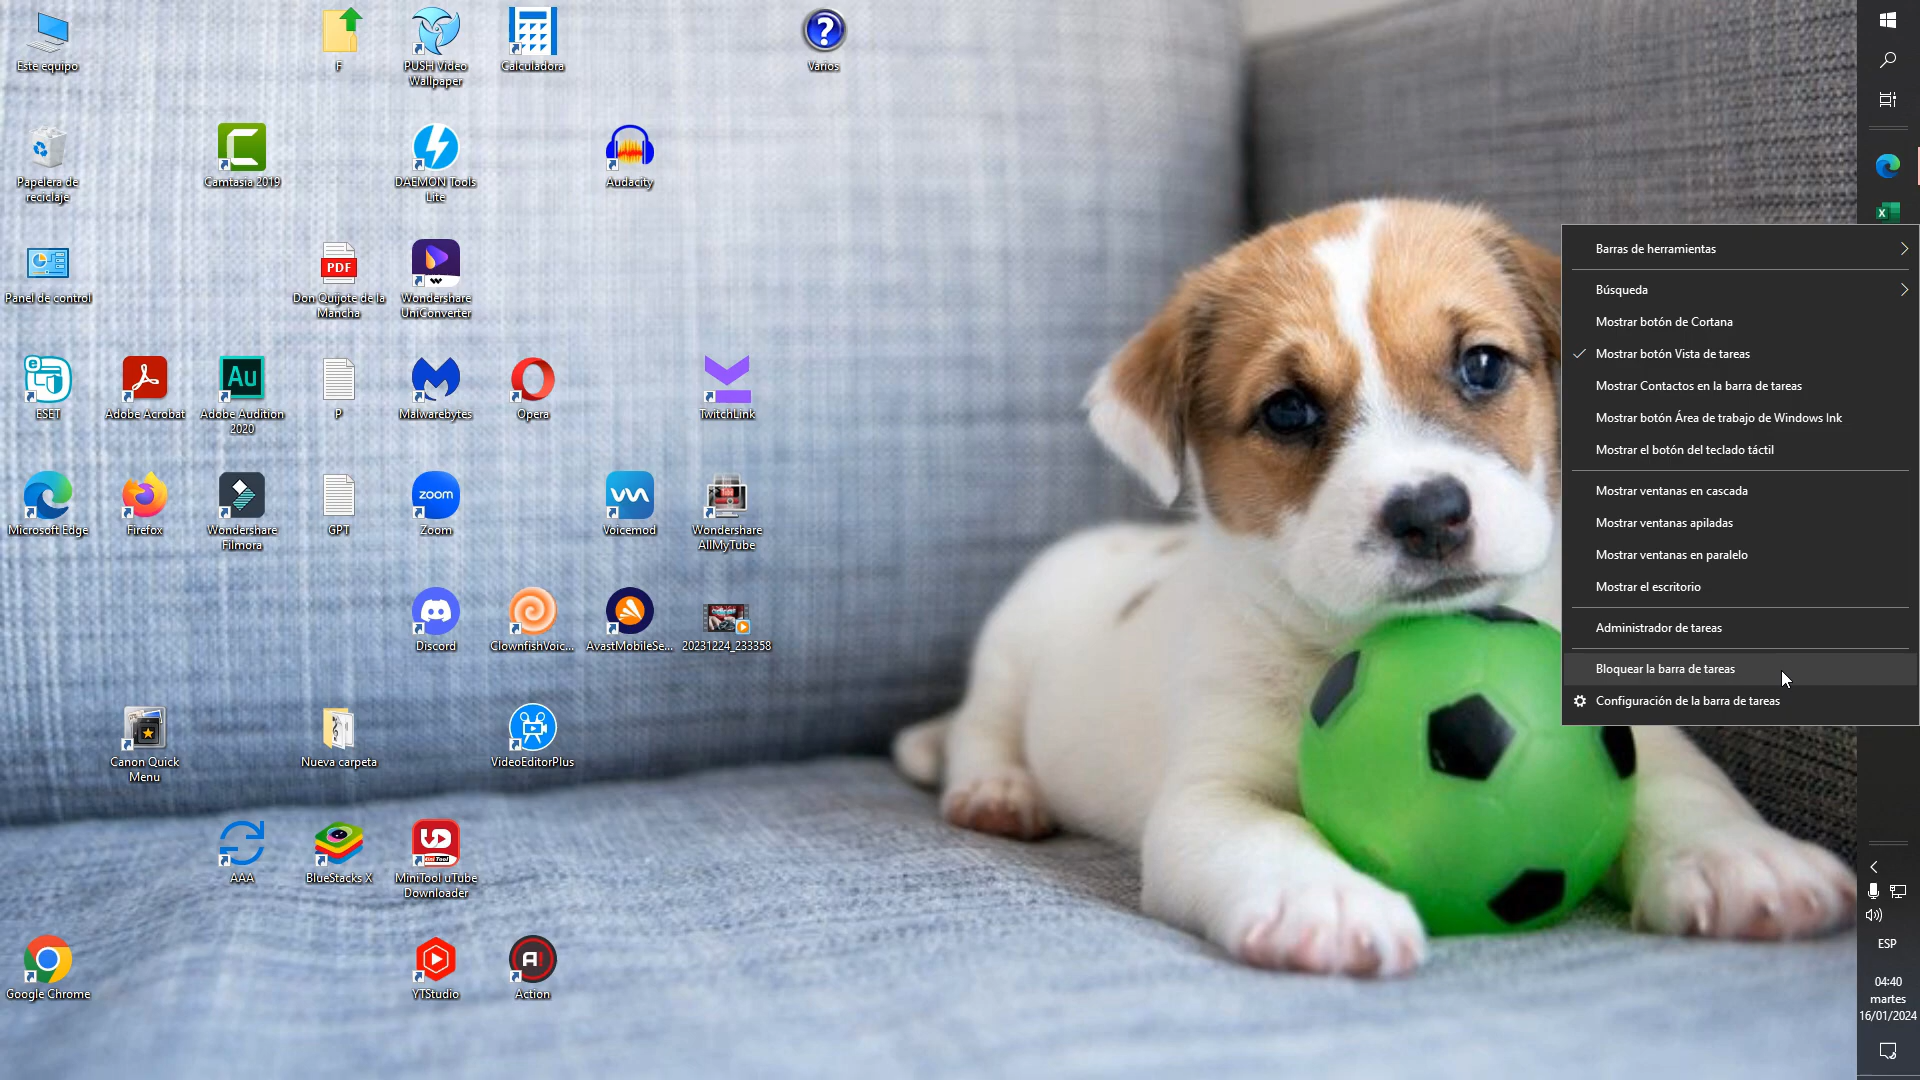 Este equipo
F
PUSH Video
Wallpaper
Calculadora
Varios
Papelera de
reciclaje
Camtasia 2019
DAEMON Tools
Lite
Audacity
Panel de control
PDF
Don Quijote de la
Mancha
Wondershare
UniConverter
ESET
Adobe Acrobat
Au
Adobe Audition
2020
P
Malwarebytes
Opera
TwitchLink
Microsoft Edge
Firefox
Wondershare
Filmora
GPT
zoom
Zoom
Voicemod
Wondershare
AllMyTube
Discord
ClownfishVoic...
AvastMobileSe...
20231224_233358
Canon Quick
Menu
Nueva carpeta
VideoEditorPlus
AAA
BlueStacks X
MiniTool uTube
Downloader
Google Chrome
YTStudio
A!
Action
Barras de herramientas
Búsqueda
Mostrar botón de Cortana
Mostrar botón Vista de tareas
Mostrar Contactos en la barra de tareas
Mostrar botón Área de trabajo de Windows Ink
Mostrar el botón del teclado táctil
Mostrar ventanas en cascada
Mostrar ventanas apiladas
Mostrar ventanas en paralelo
Mostrar el escritorio
Administrador de tareas
Bloquear la barra de tareas
Configuración de la barra de tareas
ESP
04:40
martes
16/01/2024